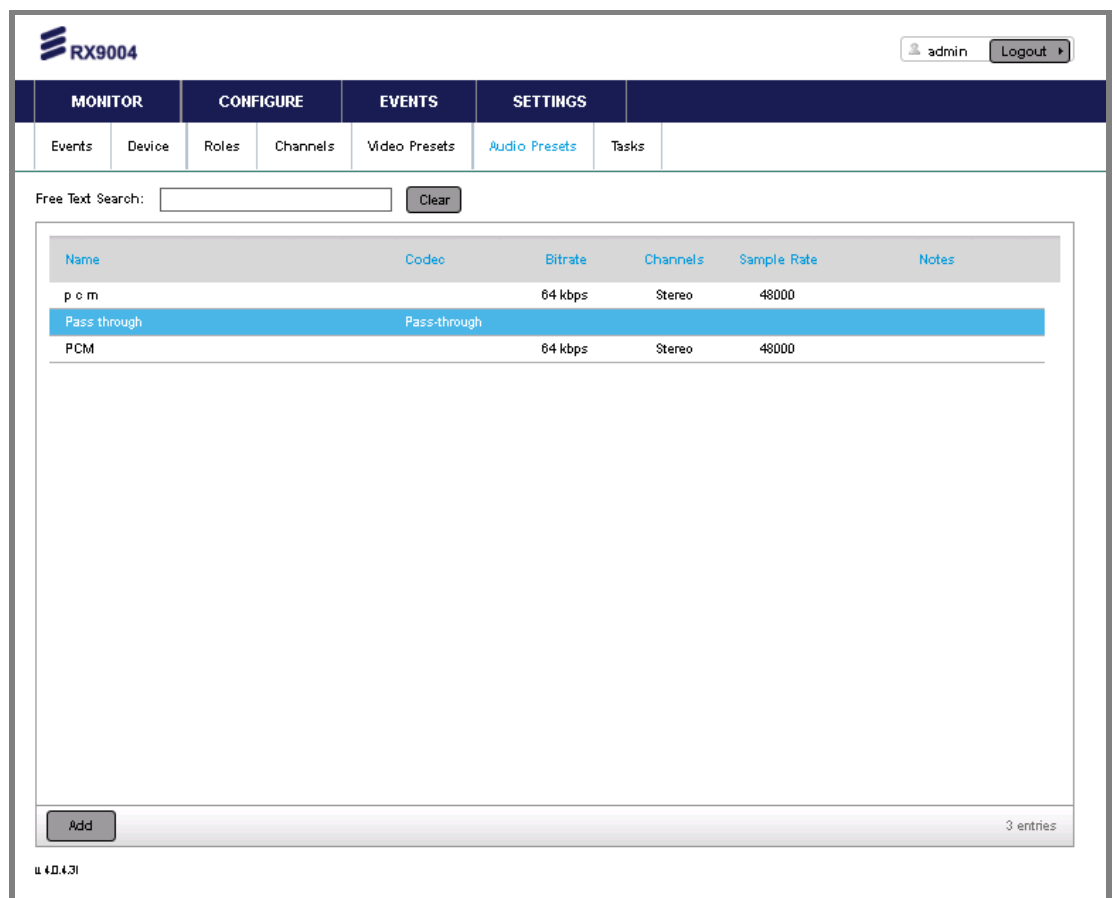 RX9004
admin Logout
MONITOR CONFIGURE EVENTS SETTINGS
Events Device Roles Channels Video Presets Audio Presets Tasks
Free Text Search: Clear
Name Codec Bitrate Channels Sample Rate Notes
p c m 64 kbps Stereo 48000
Pass through Pass-through
PCM 64 kbps Stereo 48000
Add 3 entries